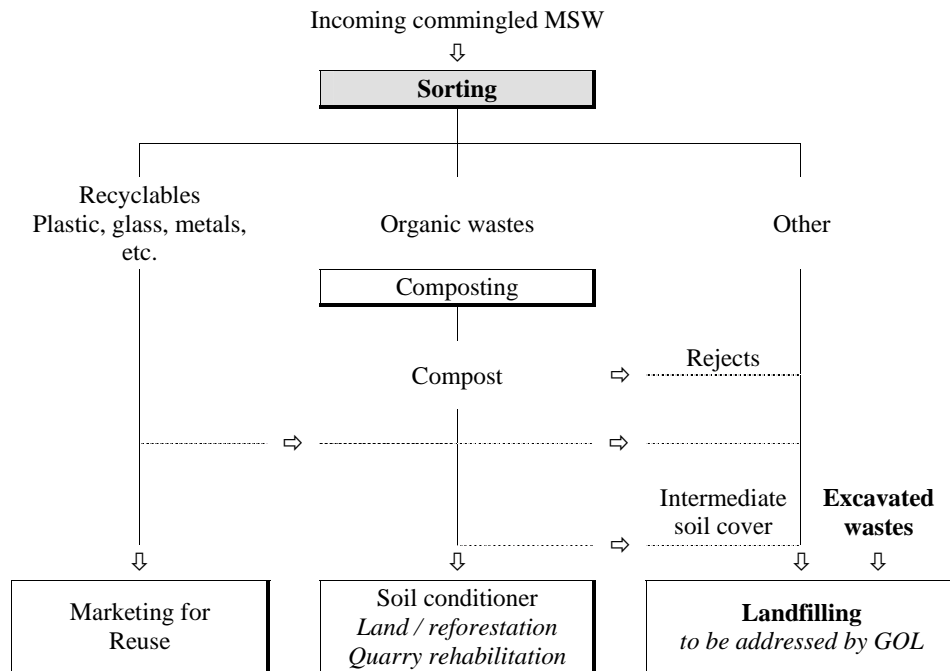 Incoming commingled MSW
Sorting
Recyclables
Plastic, glass, metals,
etc.
Organic wastes
Other
Composting
Compost
Rejects
Intermediate
soil cover
Excavated
wastes
Marketing for
Reuse
Soil conditioner
Land / reforestation
Quarry rehabilitation
Landfilling
to be addressed by GOL